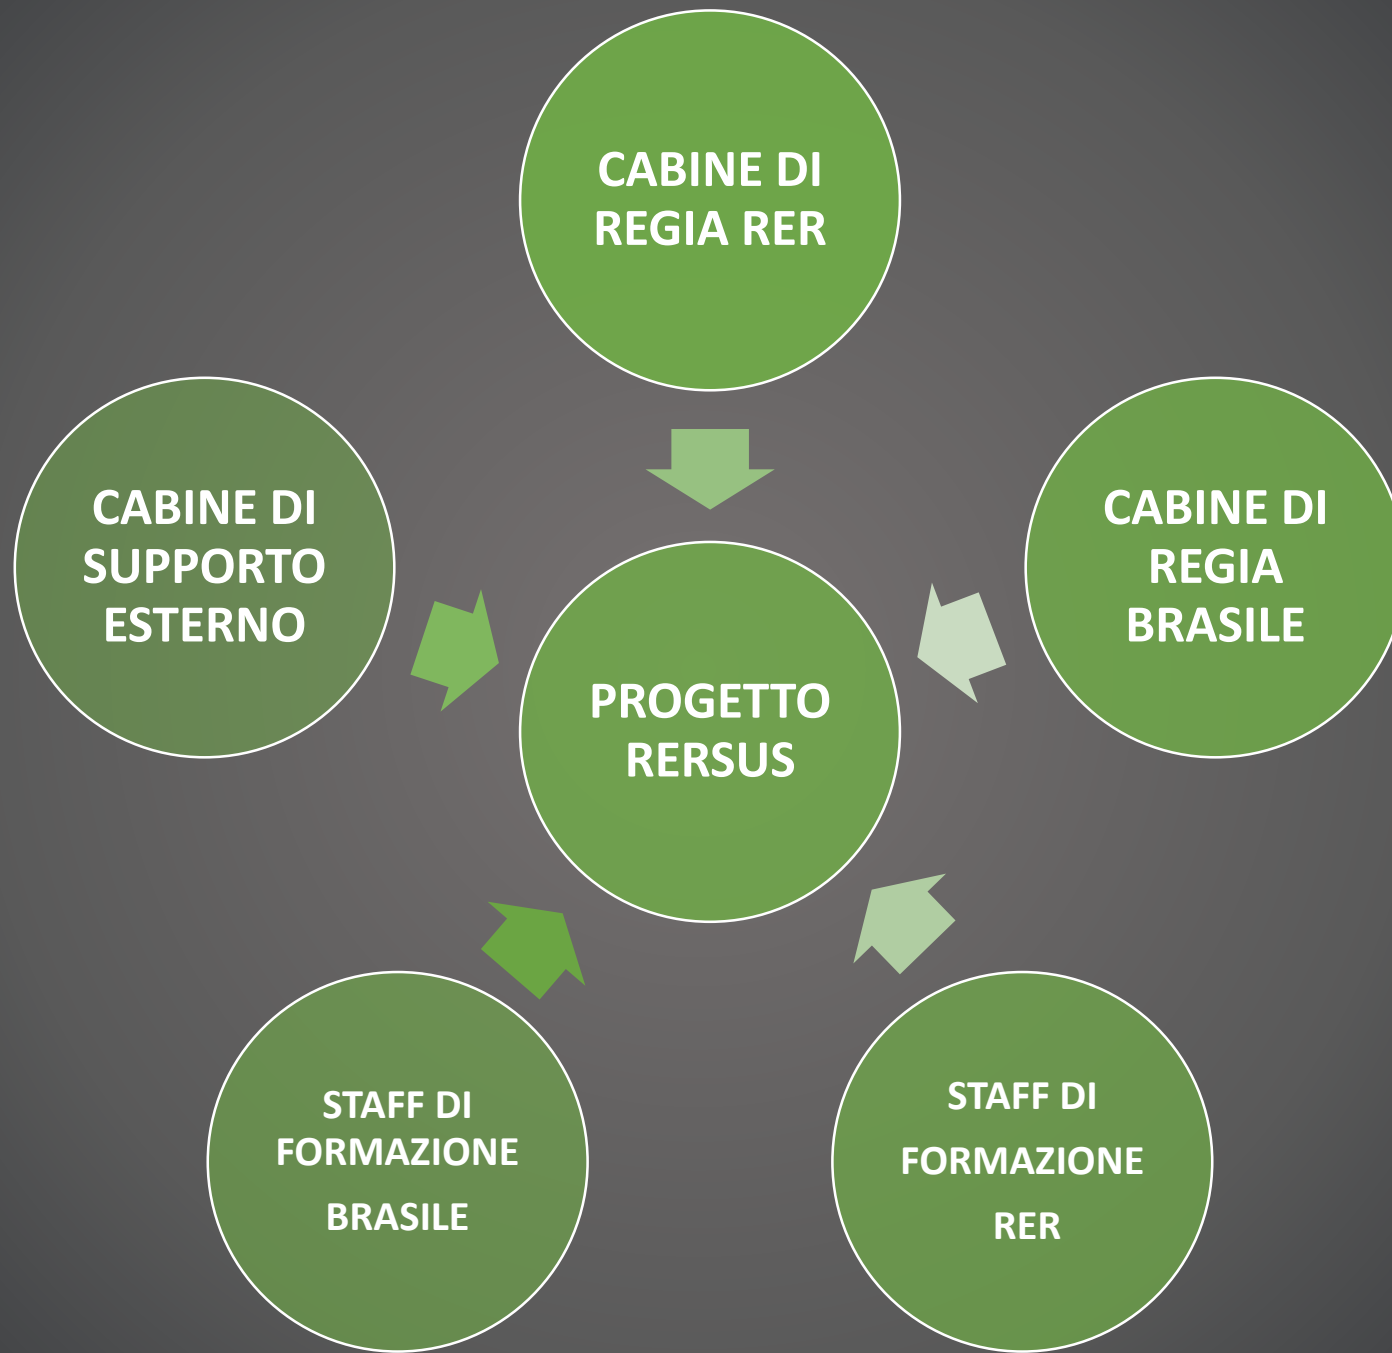 CABINE DI
REGIA RER
CABINE DI
SUPPORTO
ESTERNO
CABINE DI
REGIA
BRASILE
PROGETTO
RERSUS
STAFF DI
FORMAZIONE
BRASILE
STAFF DI
FORMAZIONE
RER